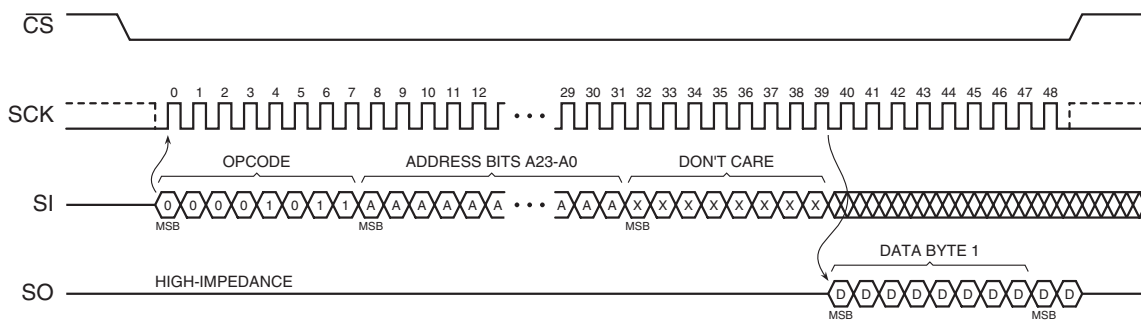 CS
0 1 2 3 4 5 6 7 8 9 10 11 12 29 30 31 32 33 34 35 36 37 38 39 40 41 42 43 44 45 46 47 48
SCK
OPCODE ADDRESS BITS A23-A0 DON'T CARE
SI 0 0 0 0 1 0 1 1 A A A A A A A A A X X X X X X X X
MSB MSB MSB
DATA BYTE 1
HIGH-IMPEDANCE
SO D D D D D D D D D D
MSB MSB